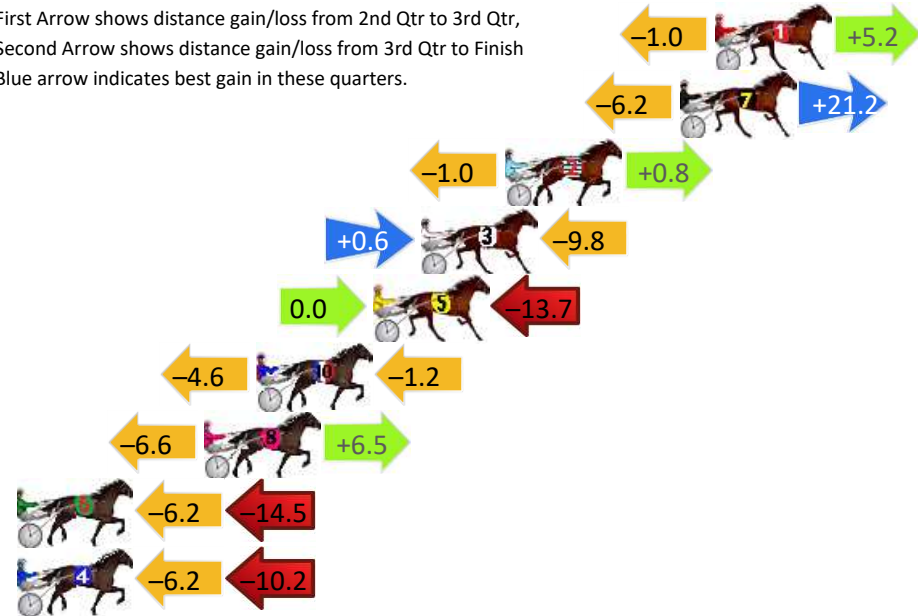 First Arrow shows distance gain/loss from 2nd Qtr to 3rd Qtr,
Second Arrow shows distance gain/loss from 3rd Qtr to Finish
Blue arrow indicates best gain in these quarters.
–1.0 1 +5.2
–6.2 7 +21.2
–1.0 2 +0.8
+0.6 3 –9.8
0.0 5 –13.7
–4.6 10 –1.2
–6.6 8 +6.5
6 –6.2 –14.5
4 –6.2 –10.2